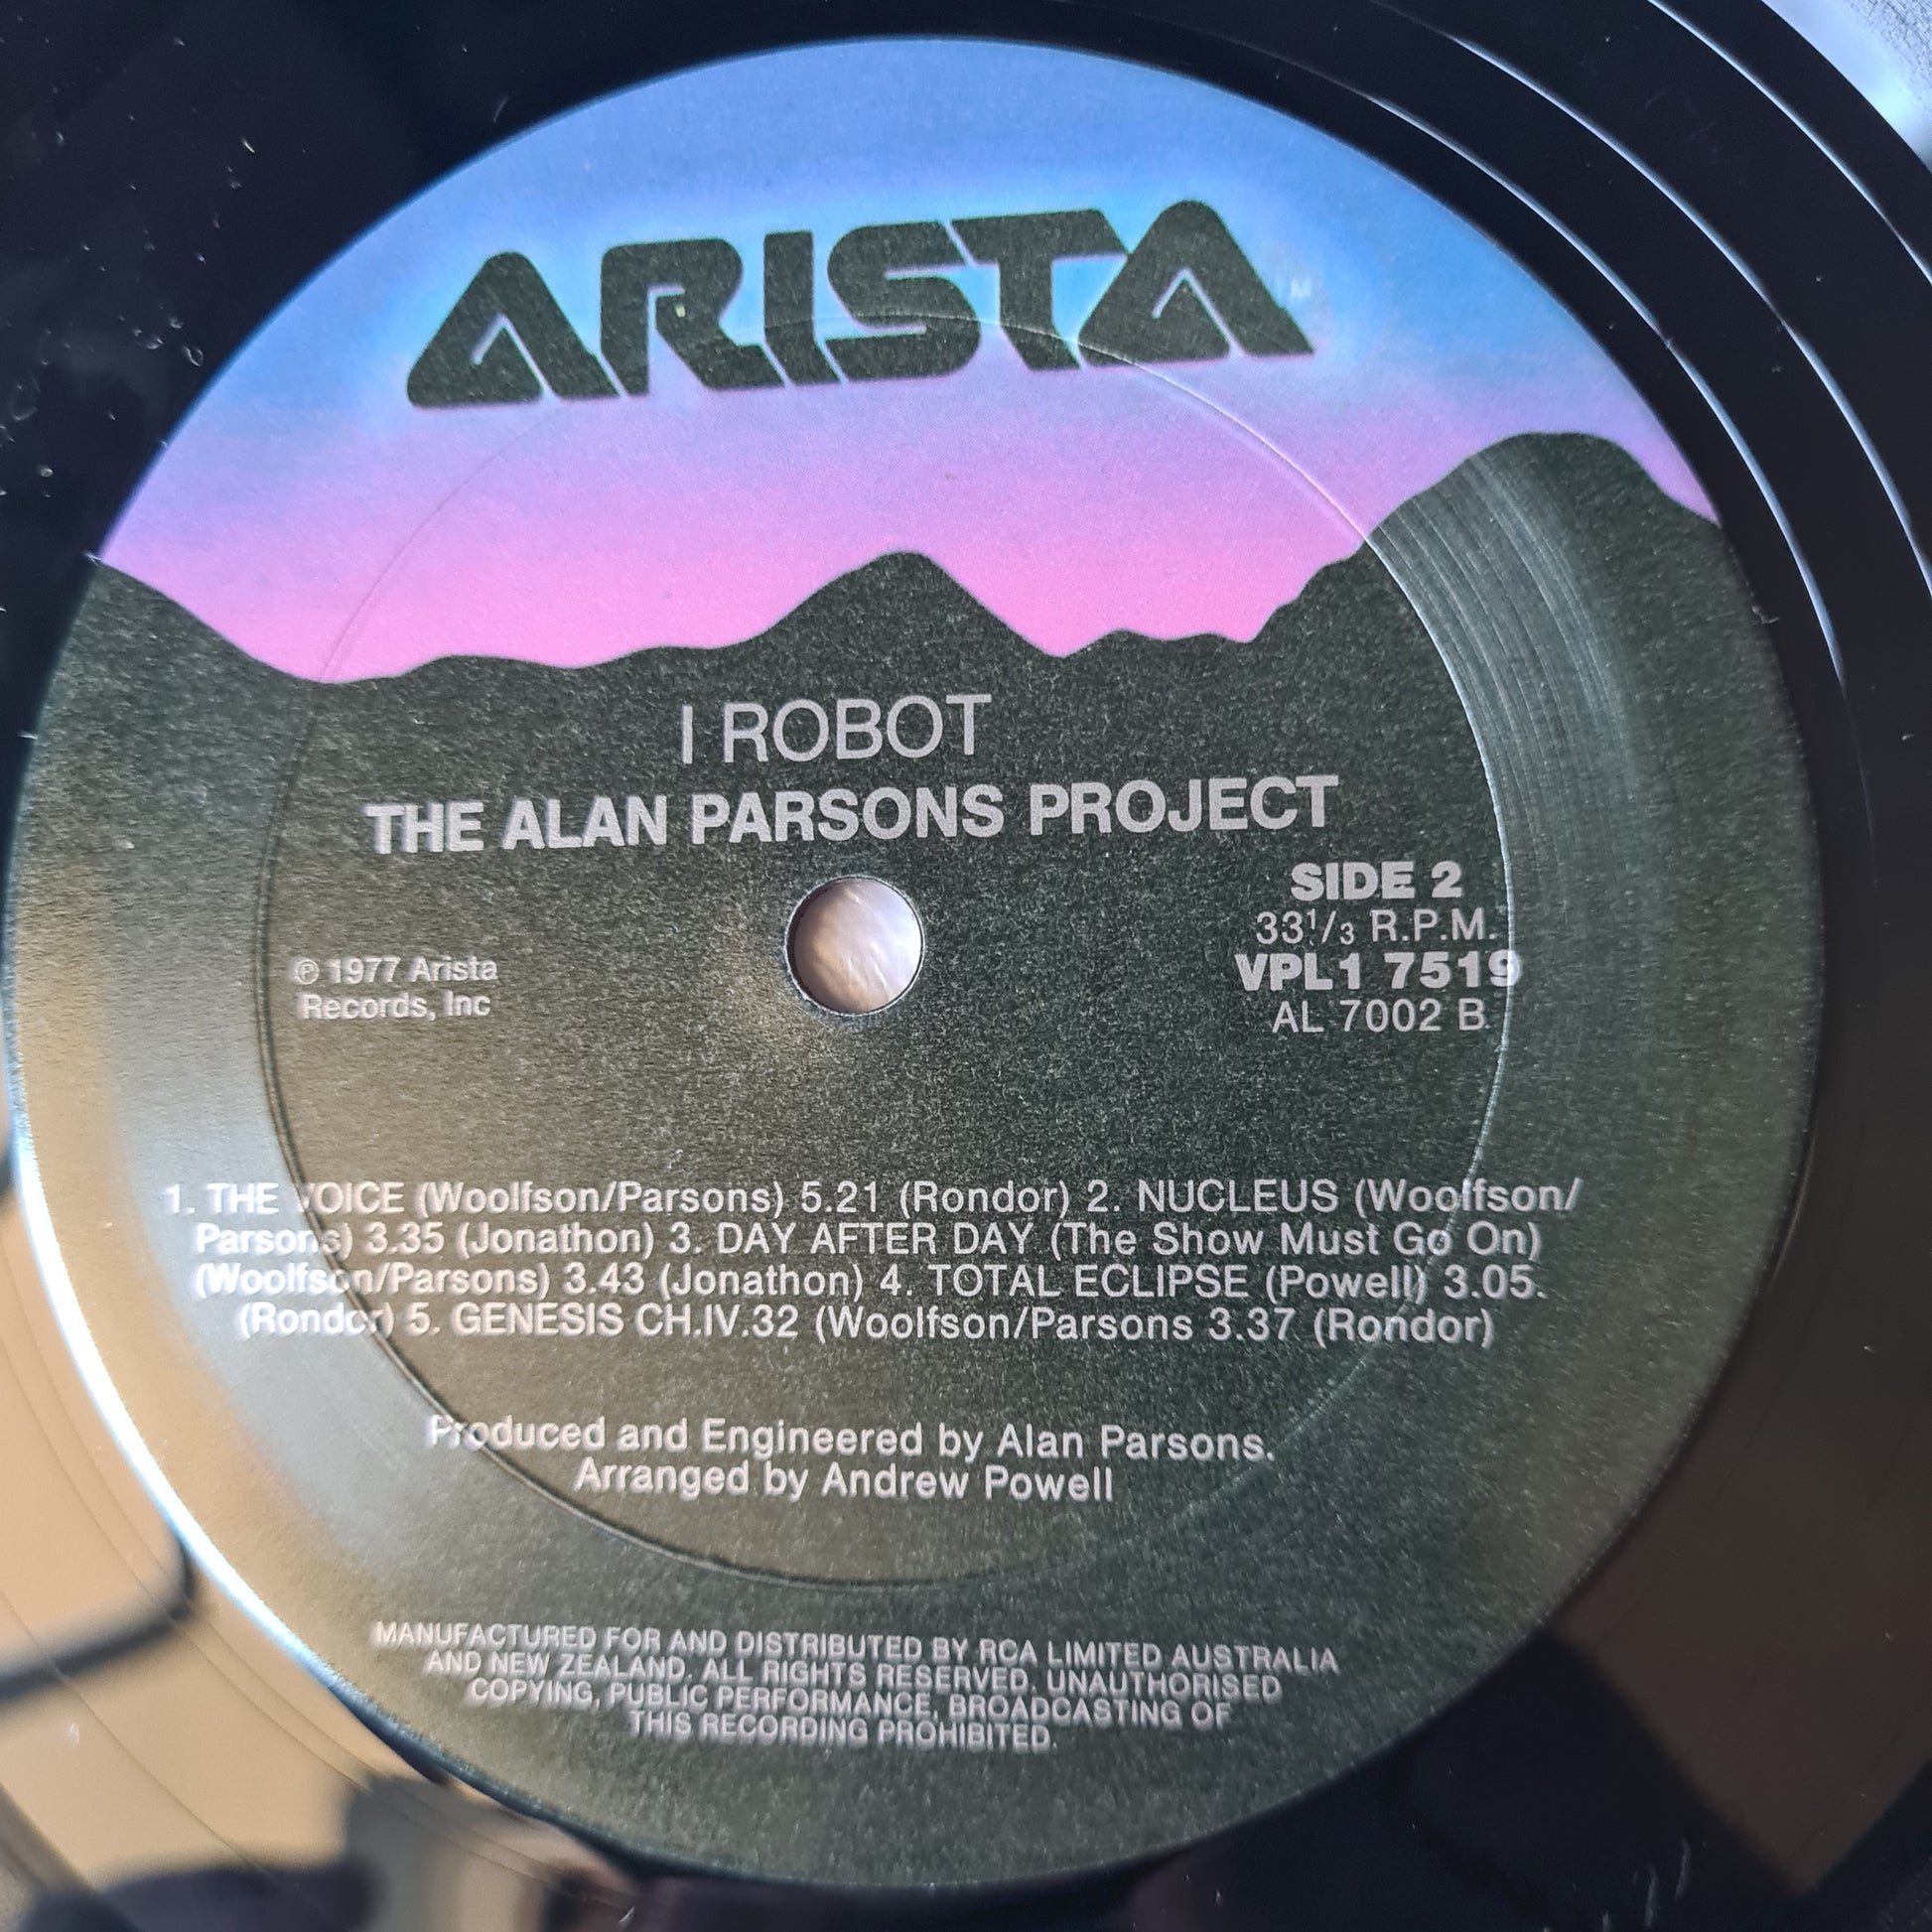 ARISTA
I ROBOT
THE ALAN PARSONS PROJECT
SIDE 2
33¹/₃ R.P.M.
VPL1 7519
AL 7002 B
℗ 1977 Arista
Records, Inc
1. THE VOICE (Woolfson/Parsons) 5.21 (Rondor) 2. NUCLEUS (Woolfson/
Parsons) 3.35 (Jonathon) 3. DAY AFTER DAY (The Show Must Go On)
(Woolfson/Parsons) 3.43 (Jonathon) 4. TOTAL ECLIPSE (Powell) 3.05.
(Rondor) 5. GENESIS CH.IV.32 (Woolfson/Parsons 3.37 (Rondor)
Produced and Engineered by Alan Parsons.
Arranged by Andrew Powell
MANUFACTURED FOR AND DISTRIBUTED BY RCA LIMITED AUSTRALIA
AND NEW ZEALAND. ALL RIGHTS RESERVED. UNAUTHORISED
COPYING, PUBLIC PERFORMANCE, BROADCASTING OF
THIS RECORDING PROHIBITED.